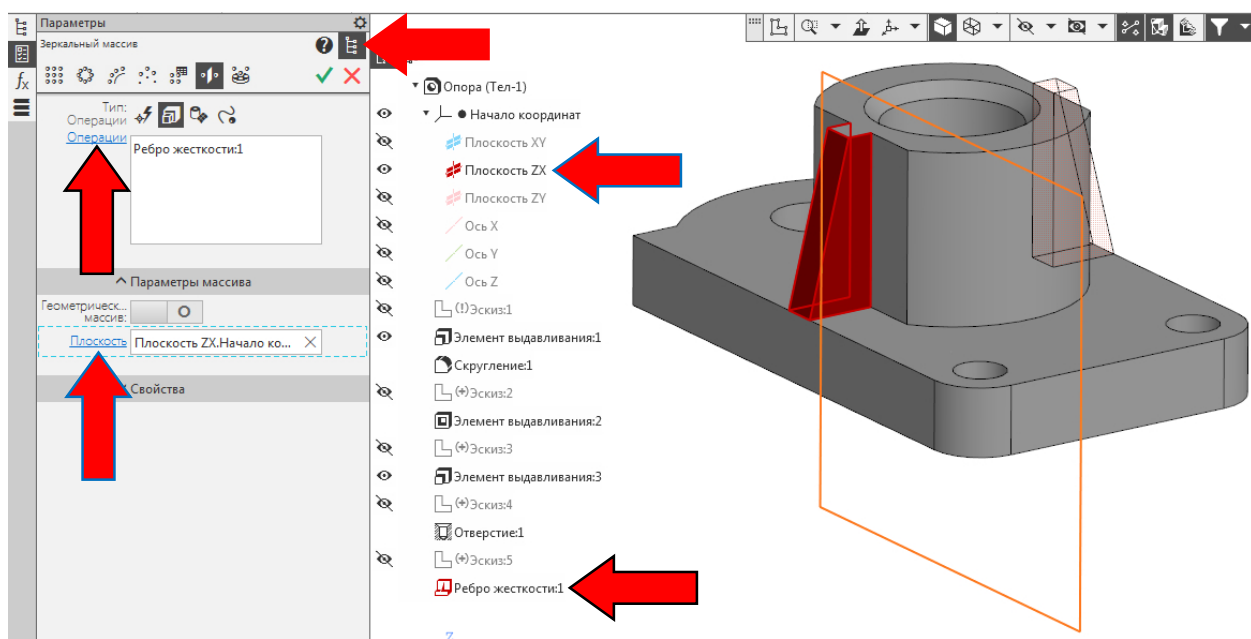 Параметры
Зеркальный массив
Тип:
Операции
Операции
Ребро жесткости:1
Параметры массива
Геометрическ...
массив:
Плоскость
Плоскость ZX.Начало ко...
Свойства
Опора (Тел-1)
Начало координат
Плоскость XY
Плоскость ZX
Плоскость ZY
Ось X
Ось Y
Ось Z
(!)Эскиз:1
Элемент выдавливания:1
Скругление:1
(+)Эскиз:2
Элемент выдавливания:2
(+)Эскиз:3
Элемент выдавливания:3
(+)Эскиз:4
Отверстие:1
(+)Эскиз:5
Ребро жесткости:1
Z